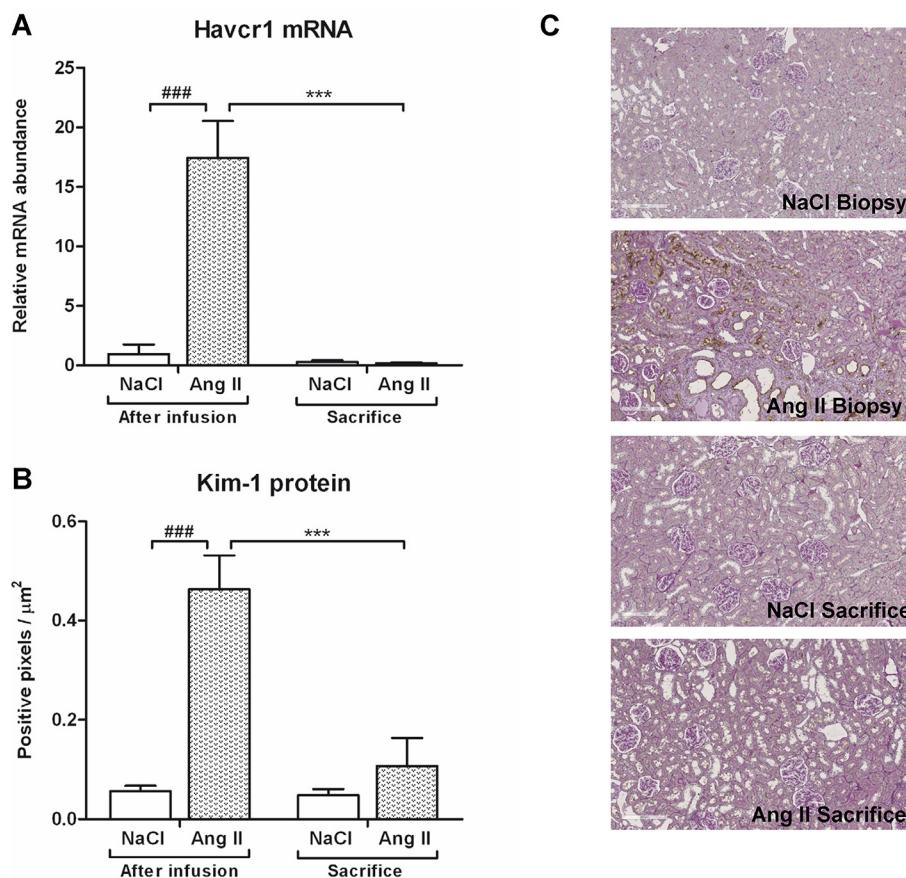 A
Havcr1 mRNA
Relative mRNA abundance
25
20
15
10
5
0
###
***
NaCl Ang II NaCl Ang II
After infusion Sacrifice
B
Kim-1 protein
Positive pixels / μm²
0.6
0.4
0.2
0.0
###
***
NaCl Ang II NaCl Ang II
After infusion Sacrifice
C
NaCl Biopsy
Ang II Biopsy
NaCl Sacrifice
Ang II Sacrifice